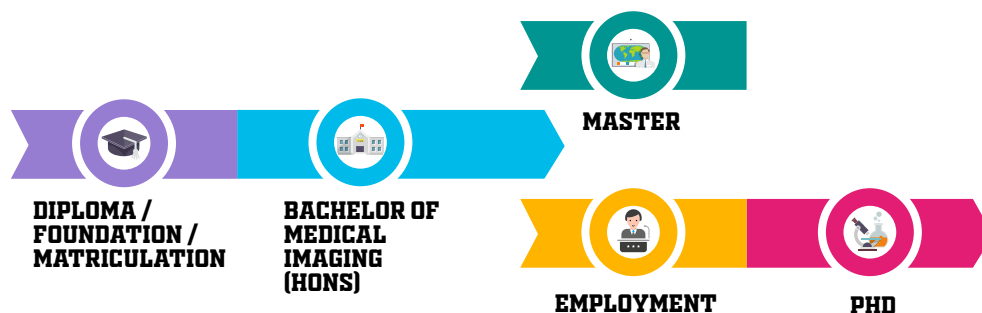 MASTER
DIPLOMA /
FOUNDATION /
MATRICULATION
BACHELOR OF
MEDICAL
IMAGING
(HONS)
EMPLOYMENT
PHD